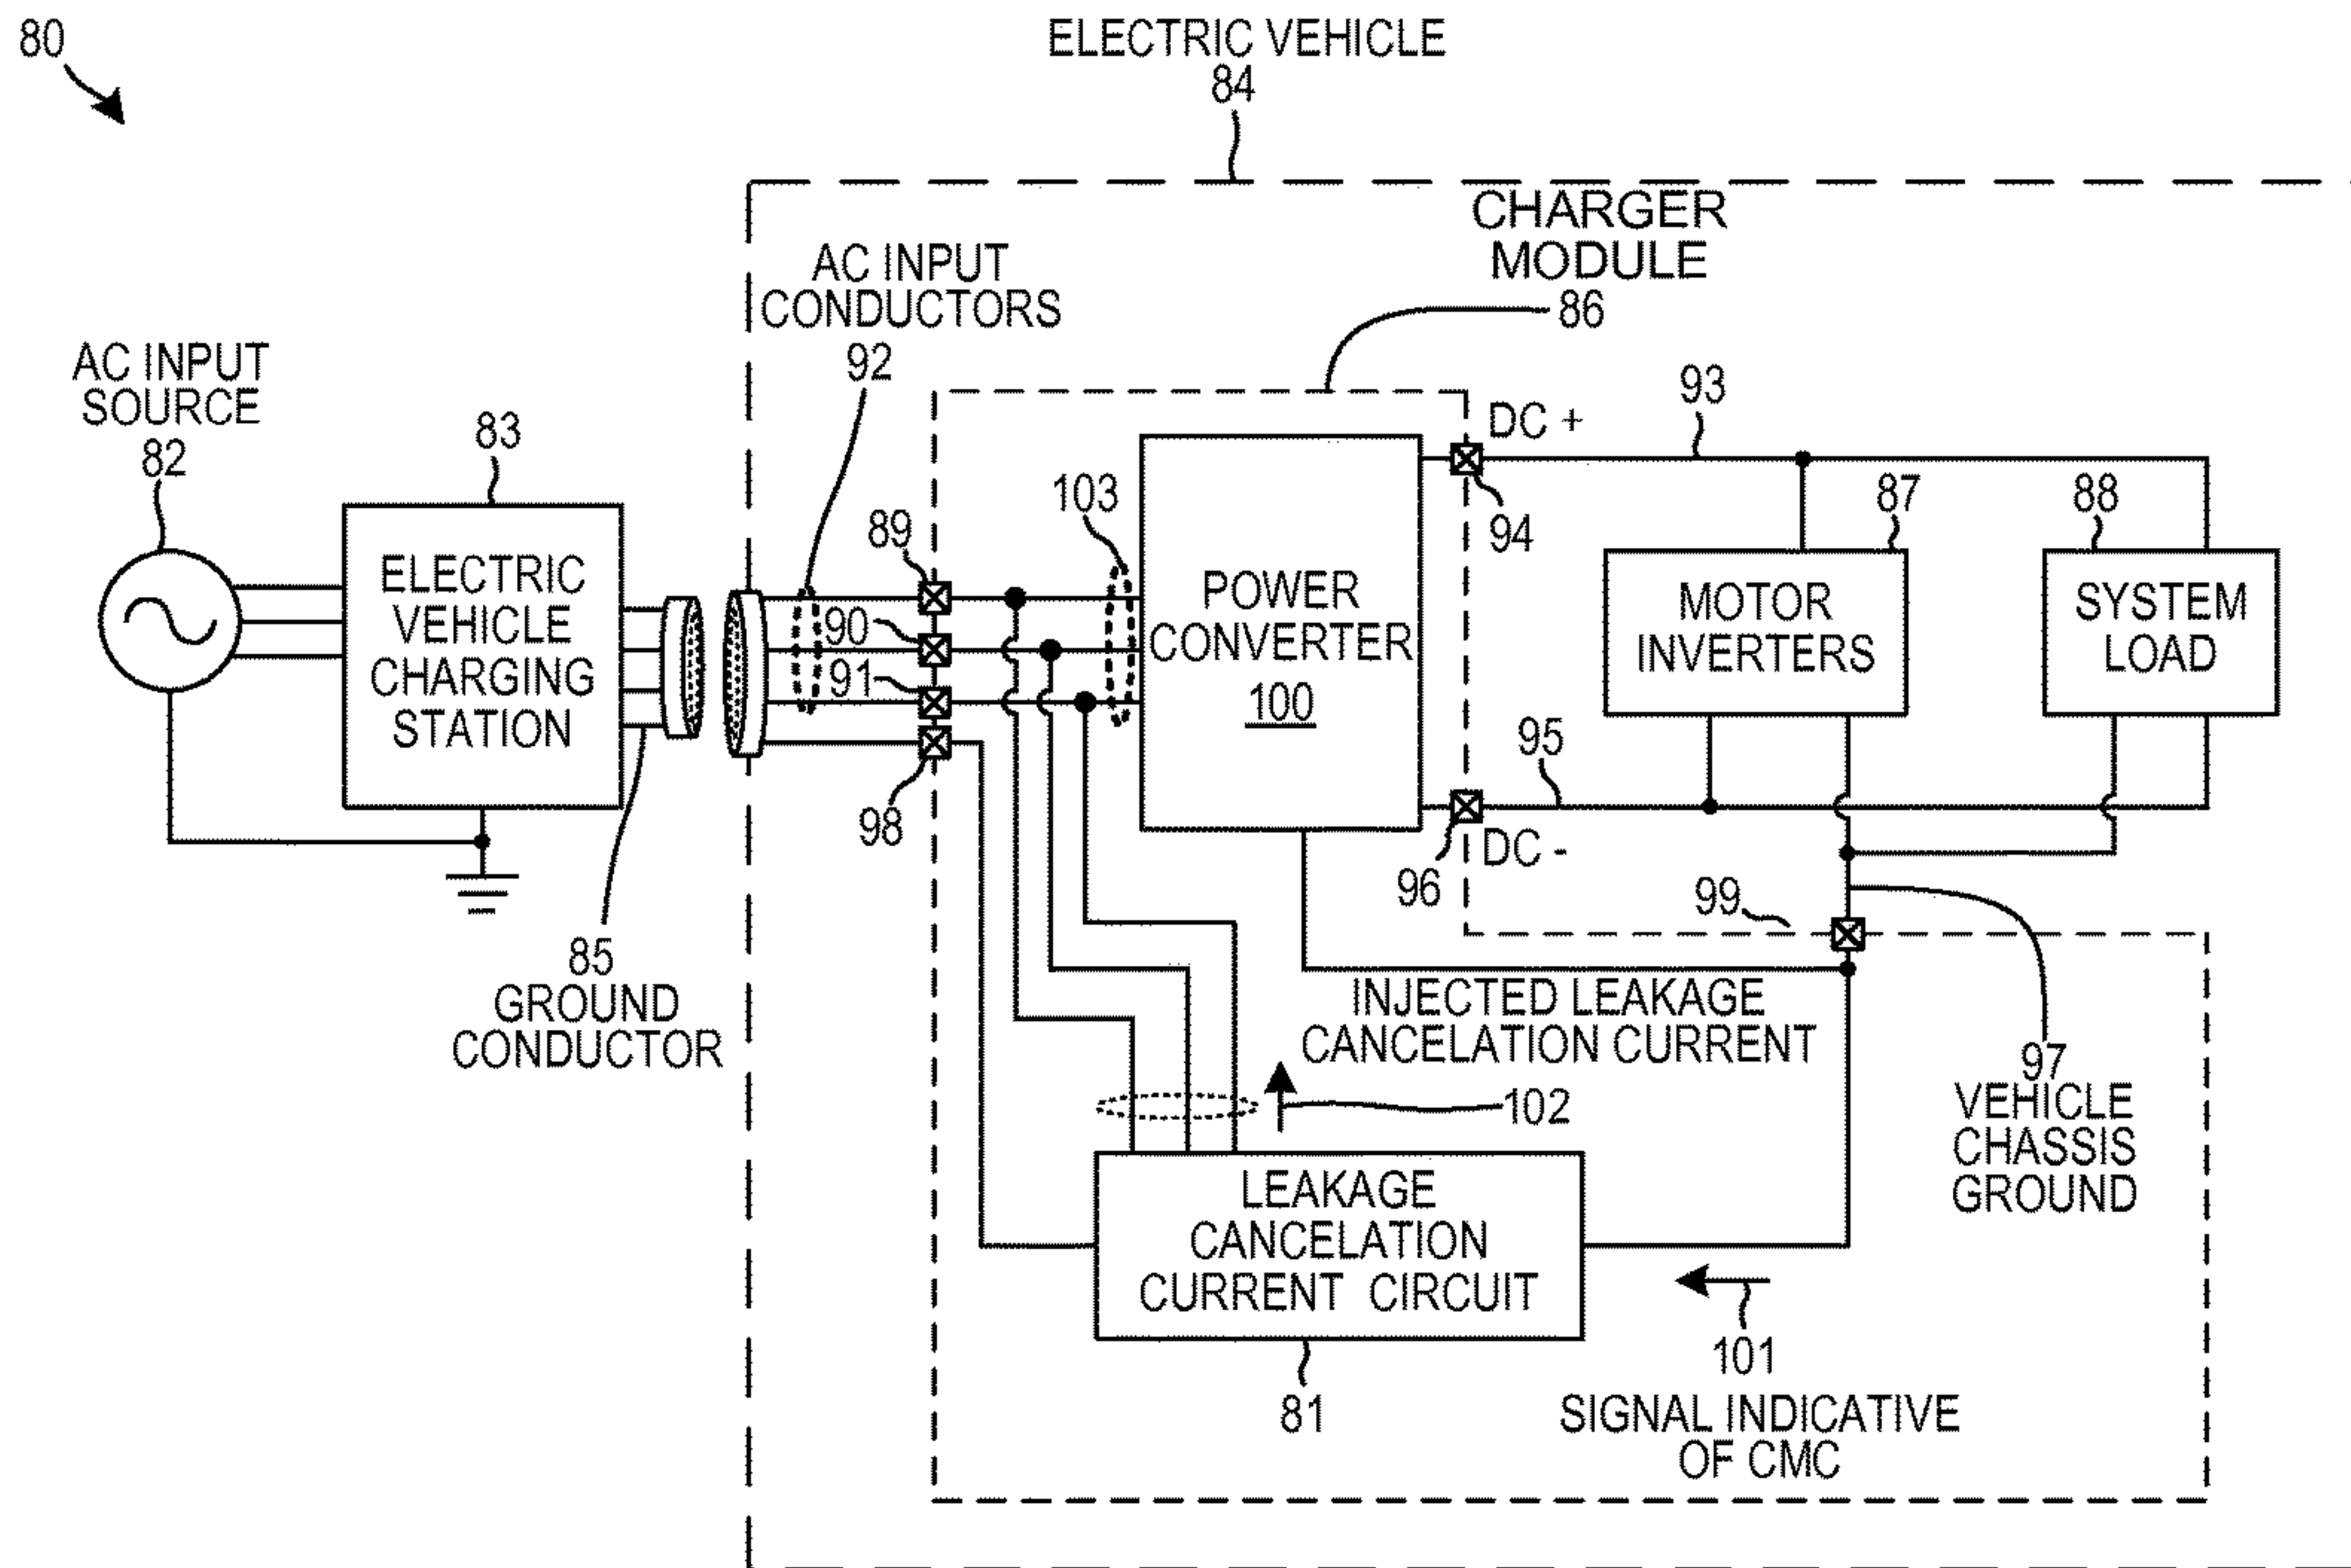 80
ELECTRIC VEHICLE
84
CHARGER
MODULE
86
AC INPUT
CONDUCTORS
92
AC INPUT
SOURCE
82
83
ELECTRIC
VEHICLE
CHARGING
STATION
85
GROUND
CONDUCTOR
89
90
91
98
103
POWER
CONVERTER
100
DC +
94
93
87
MOTOR
INVERTERS
88
SYSTEM
LOAD
95
96
DC -
99
97
VEHICLE
CHASSIS
GROUND
INJECTED LEAKAGE
CANCELATION CURRENT
102
LEAKAGE
CANCELATION
CURRENT CIRCUIT
81
101
SIGNAL INDICATIVE
OF CMC